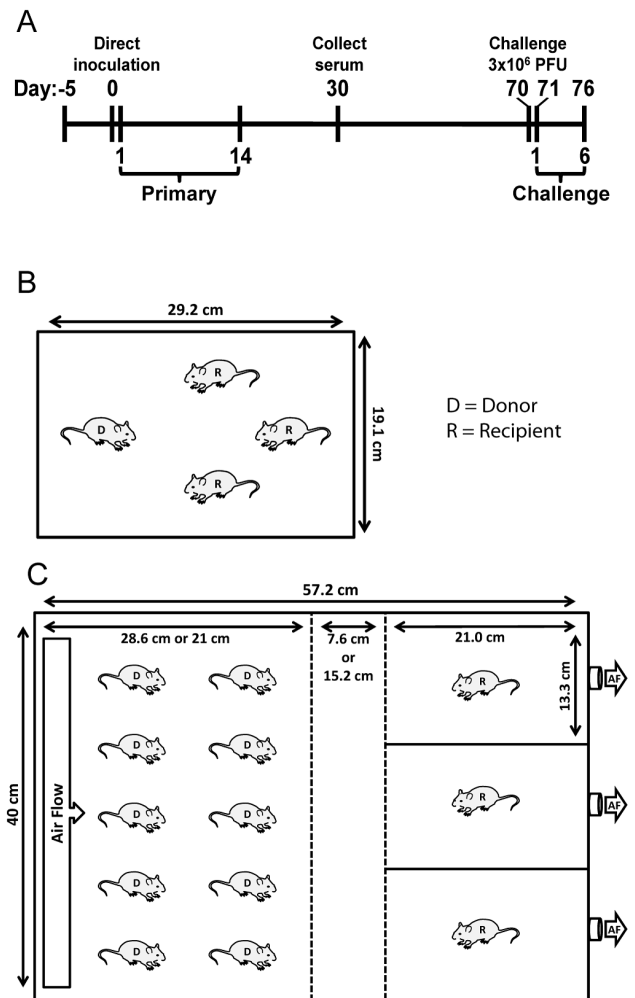 A
Direct inoculation
Collect serum
Challenge 3x10⁶ PFU
Day:-5 0 30 70 71 76
1 14 1 6
Primary
Challenge
B
29.2 cm
R
D
R
R
19.1 cm
D = Donor
R = Recipient
C
57.2 cm
28.6 cm or 21 cm
7.6 cm or 15.2 cm
21.0 cm
40 cm
Air Flow
13.3 cm
D D R AF
D D
D D R AF
D D
D D R AF